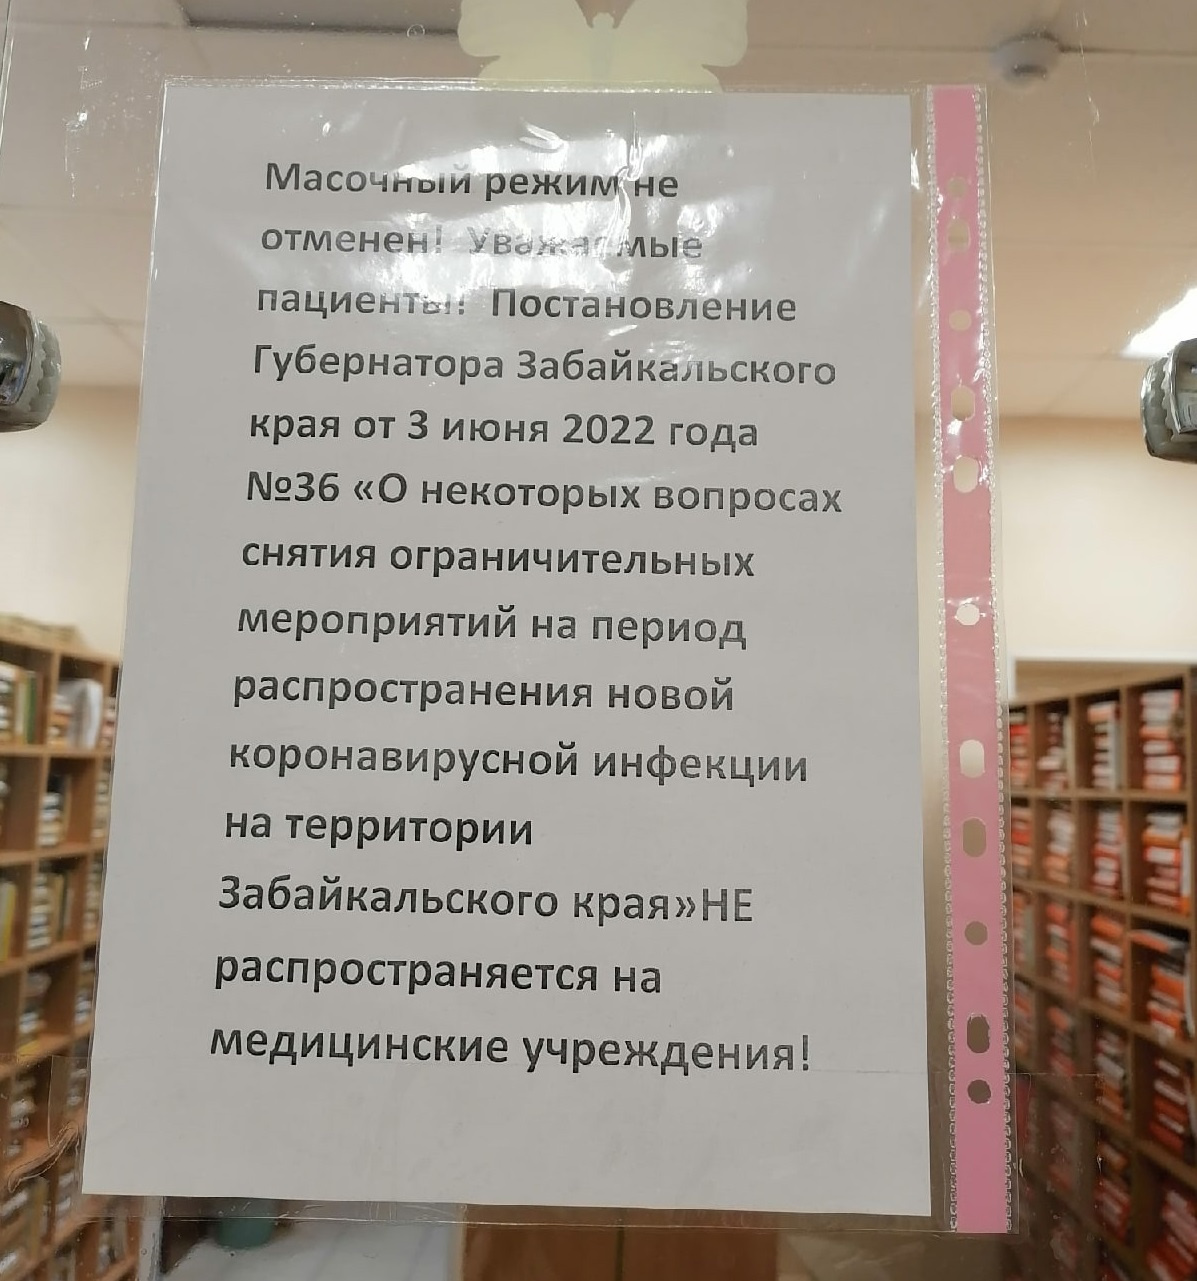 Масочный режим не
отменен! Уважаемые
пациенты! Постановление
Губернатора Забайкальского
края от 3 июня 2022 года
№36 «О некоторых вопросах
снятия ограничительных
мероприятий на период
распространения новой
коронавирусной инфекции
на территории
Забайкальского края»НЕ
распространяется на
медицинские учреждения!